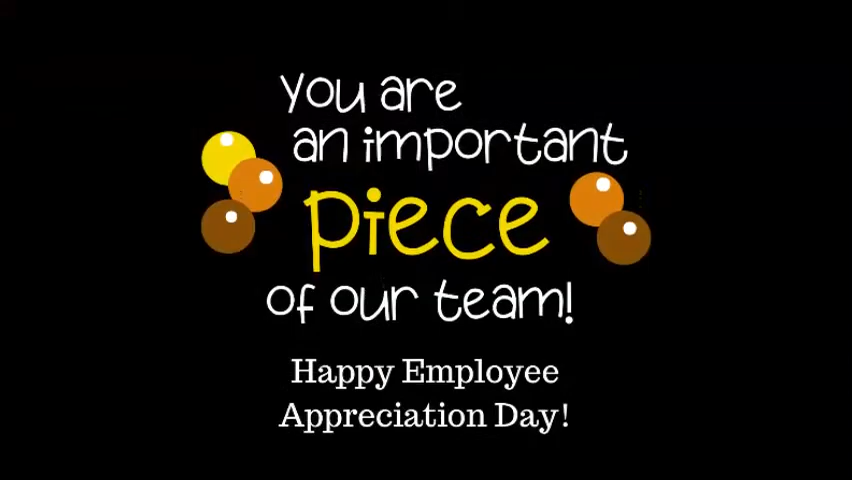 you are
an important
piece
of our team!
Happy Employee
Appreciation Day!